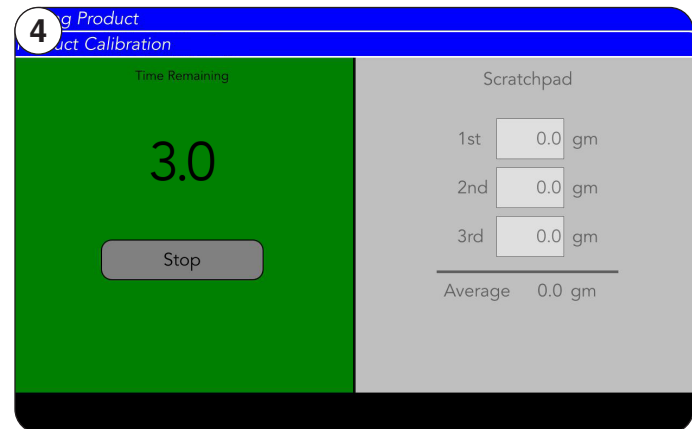 4
g Product
uct Calibration
Time Remaining
3.0
Stop
Scratchpad
1st 0.0 gm
2nd 0.0 gm
3rd 0.0 gm
Average 0.0 gm